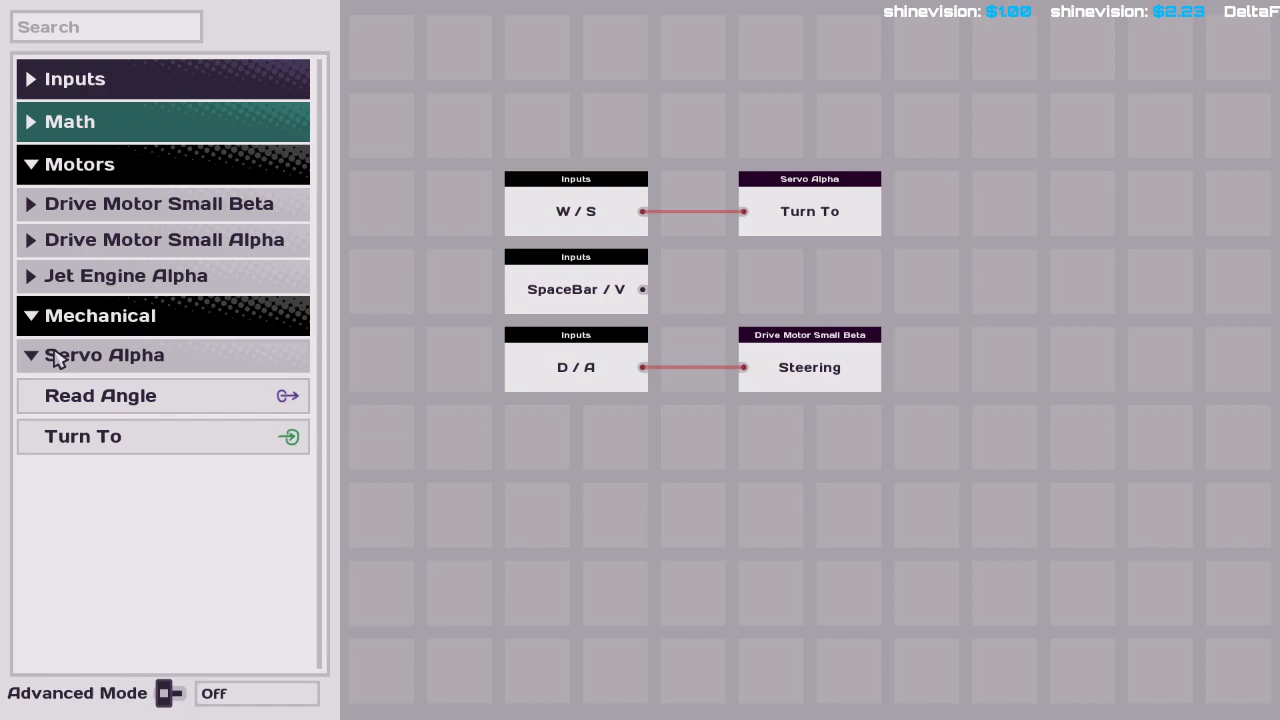 Search
shinevision: $1.00 shinevision: $2.23 DeltaF
Inputs
Math
Motors
Drive Motor Small Beta
Drive Motor Small Alpha
Jet Engine Alpha
Mechanical
Servo Alpha
Read Angle
Turn To
Inputs
W / S
Servo Alpha
Turn To
Inputs
SpaceBar / V
Inputs
D / A
Drive Motor Small Beta
Steering
Advanced Mode Off